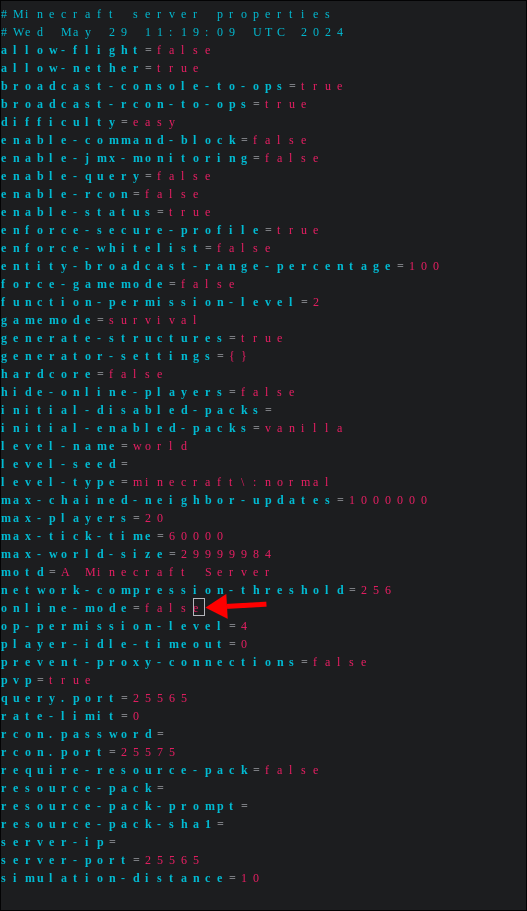 # Minecraft server properties
# Wed May 29 11:19:09 UTC 2024
allow-flight=false
allow-nether=true
broadcast-console-to-ops=true
broadcast-rcon-to-ops=true
difficulty=easy
enable-command-block=false
enable-jmx-monitoring=false
enable-query=false
enable-rcon=false
enable-status=true
enforce-secure-profile=true
enforce-whitelist=false
entity-broadcast-range-percentage=100
force-gamemode=false
function-permission-level=2
gamemode=survival
generate-structures=true
generator-settings={}
hardcore=false
hide-online-players=false
initial-disabled-packs=
initial-enabled-packs=vanilla
level-name=world
level-seed=
level-type=minecraft\:normal
max-chained-neighbor-updates=1000000
max-players=20
max-tick-time=60000
max-world-size=29999984
motd=A Minecraft Server
network-compression-threshold=256
online-mode=false
op-permission-level=4
player-idle-timeout=0
prevent-proxy-connections=false
pvp=true
query.port=25565
rate-limit=0
rcon.password=
rcon.port=25575
require-resource-pack=false
resource-pack=
resource-pack-prompt=
resource-pack-sha1=
server-ip=
server-port=25565
simulation-distance=10